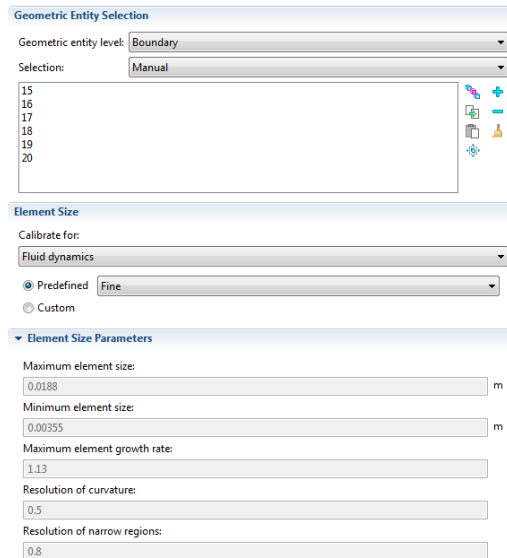 Geometric Entity Selection
Geometric entity level: Boundary
Selection: Manual
15
16
17
18
19
20
Element Size
Calibrate for:
Fluid dynamics
Predefined Fine
Custom
Element Size Parameters
Maximum element size:
0.0188 m
Minimum element size:
0.00355 m
Maximum element growth rate:
1.13
Resolution of curvature:
0.5
Resolution of narrow regions:
0.8